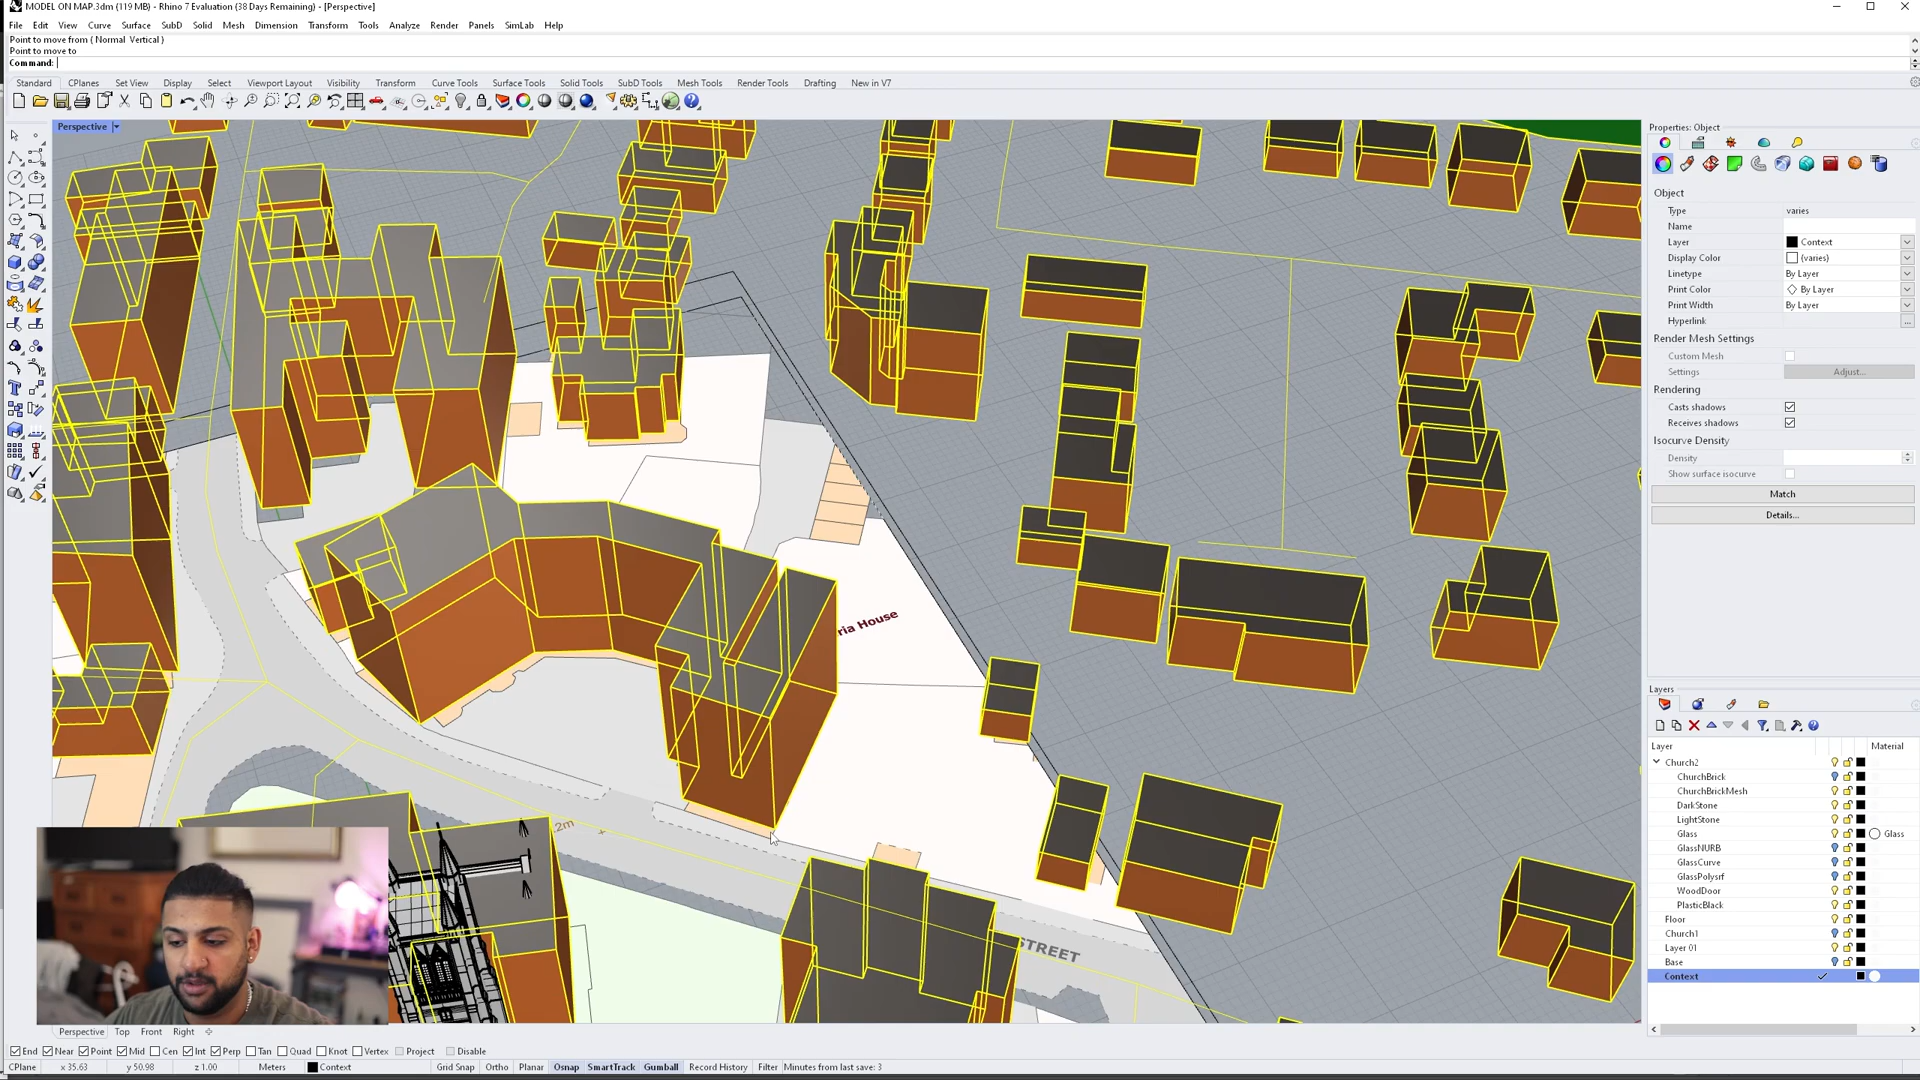 MODEL ON MAP.3dm (119 MB) - Rhino 7 Evaluation (38 Days Remaining) - [Perspective]
File Edit View Curve Surface SubD Solid Mesh Dimension Transform Tools Analyze Render Panels SimLab Help
Point to move from ( Normal Vertical )
Point to move to
Command:
Standard CPlanes Set View Display Select Viewport Layout Visibility Transform Curve Tools Surface Tools Solid Tools SubD Tools Mesh Tools Render Tools Drafting New in V7
Perspective
Properties: Object
Object
Type varies
Name
Layer Context
Display Color (varies)
Linetype By Layer
Print Color By Layer
Print Width By Layer
Hyperlink ...
Render Mesh Settings
Custom Mesh
Settings Adjust...
Rendering
Casts shadows
Receives shadows
Isocurve Density
Density
Show surface isocurve
Match
Details...
ria House
.2m
STREET
Layers
Layer Material
Church2
ChurchBrick
ChurchBrickMesh
DarkStone
LightStone
Glass Glass
GlassNURB
GlassCurve
GlassPolysrf
WoodDoor
PlasticBlack
Floor
Church1
Layer 01
Base
Context
Perspective Top Front Right
End Near Point Mid Cen Int Perp Tan Quad Knot Vertex Project Disable
CPlane x 35.63 y 50.98 z 1.00 Meters Context Grid Snap Ortho Planar Osnap SmartTrack Gumball Record History Filter Minutes from last save: 3